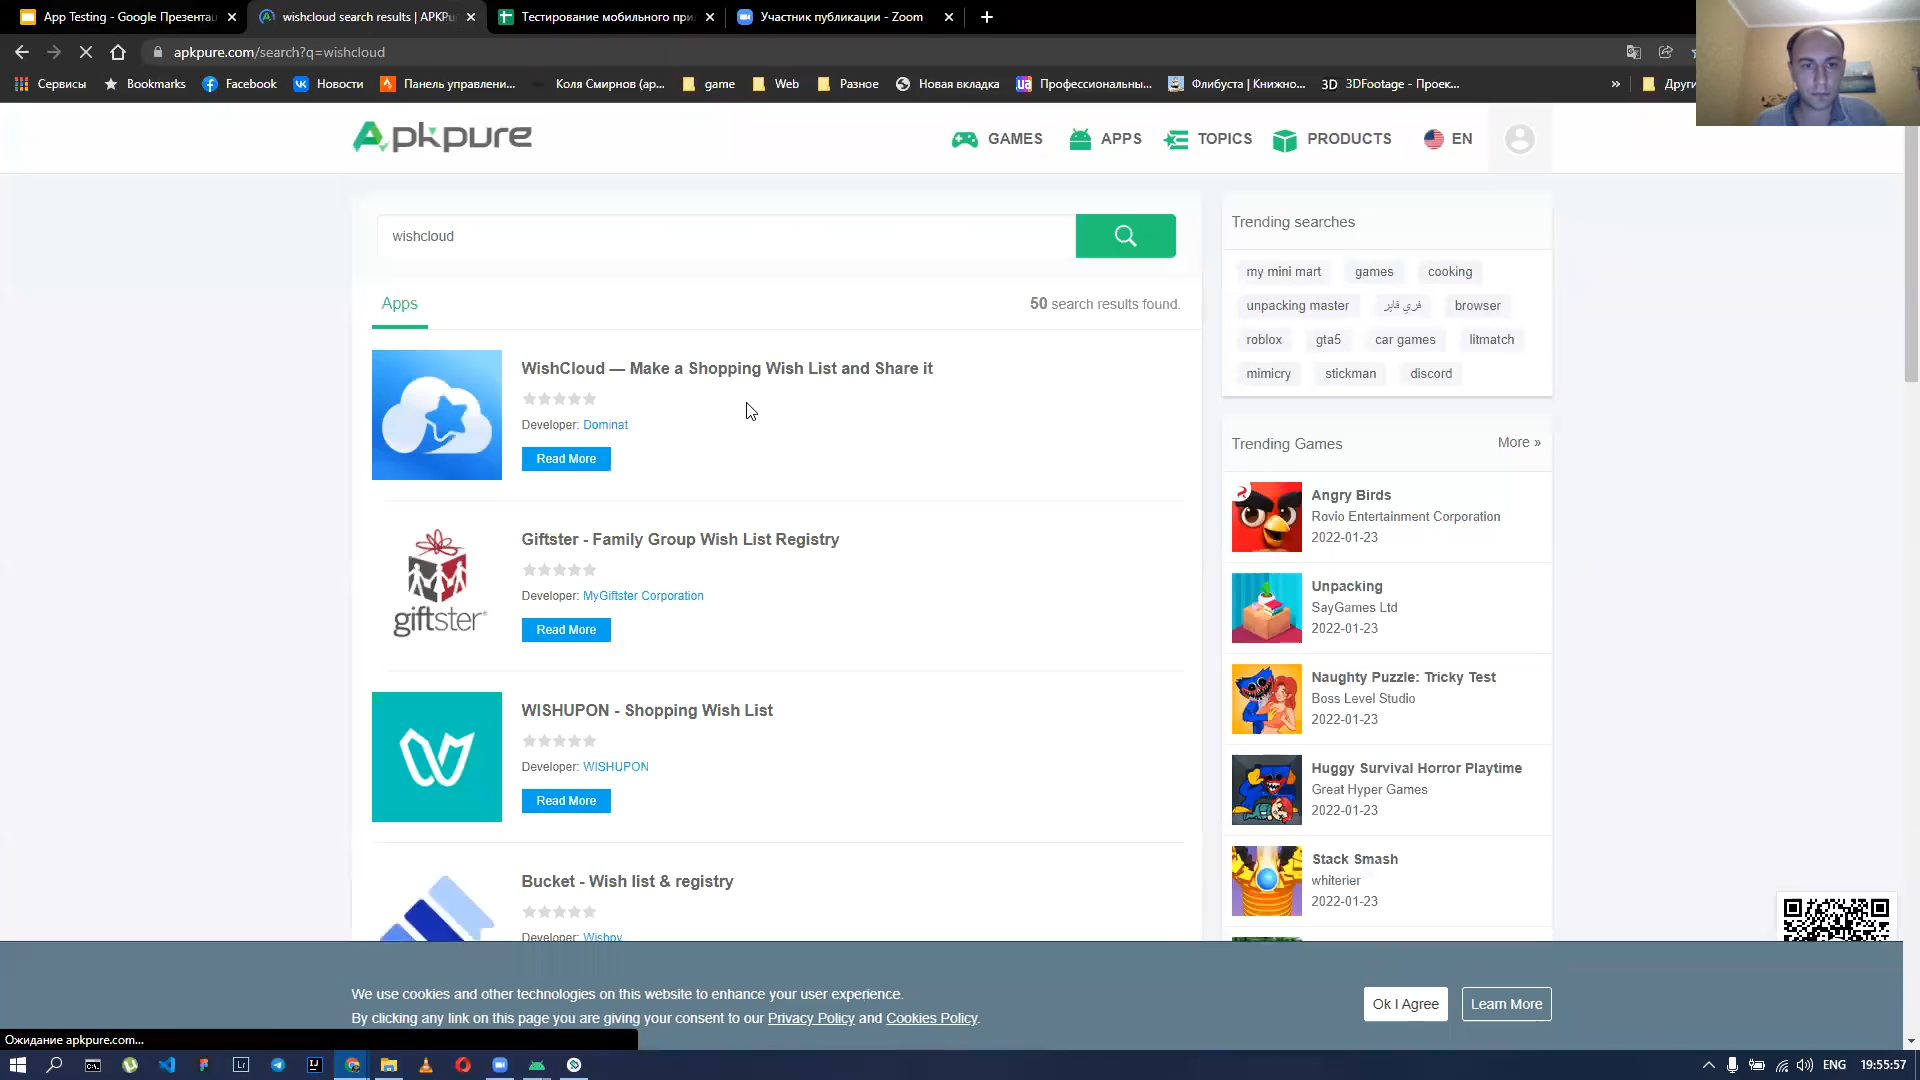 App Testing - Google Презентац
wishcloud search results | APKPu
Тестирование мобильного при
Участник публикации - Zoom
apkpure.com/search?q=wishcloud
Сервисы
Bookmarks
Facebook
Новости
Панель управлени...
Коля Смирнов (ар...
game
Web
Разное
Новая вкладка
Профессиональны...
Флибуста | Книжно...
3D 3DFootage - Проек...
»
Други
Apkpure
GAMES
APPS
TOPICS
PRODUCTS
EN
wishcloud
Apps
50 search results found.
WishCloud — Make a Shopping Wish List and Share it
Developer: Dominat
Read More
giftster
Giftster - Family Group Wish List Registry
Developer: MyGiftster Corporation
Read More
WISHUPON - Shopping Wish List
Developer: WISHUPON
Read More
Bucket - Wish list & registry
Developer: Wishpy
Trending searches
my mini mart
games
cooking
unpacking master
فري فاير
browser
roblox
gta5
car games
litmatch
mimicry
stickman
discord
Trending Games
More »
Angry Birds
Rovio Entertainment Corporation
2022-01-23
Unpacking
SayGames Ltd
2022-01-23
Naughty Puzzle: Tricky Test
Boss Level Studio
2022-01-23
Huggy Survival Horror Playtime
Great Hyper Games
2022-01-23
Stack Smash
whiterier
2022-01-23
We use cookies and other technologies on this website to enhance your user experience.
By clicking any link on this page you are giving your consent to our Privacy Policy and Cookies Policy.
Ok I Agree
Learn More
Ожидание apkpure.com...
Lr
IJ
ENG
19:55:57